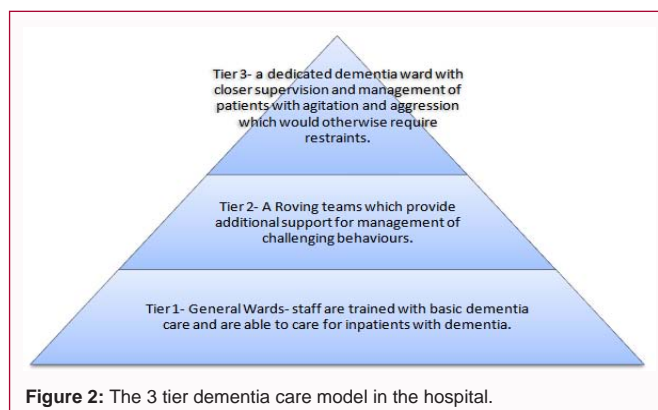 Tier 3- a dedicated dementia ward with
closer supervision and management of
patients with agitation and aggression
which would otherwise require
restraints.
Tier 2- A Roving teams which provide
additional support for management of
challenging behaviours.
Tier 1- General Wards- staff are trained with basic dementia
care and are able to care for inpatients with dementia.
Figure 2: The 3 tier dementia care model in the hospital.